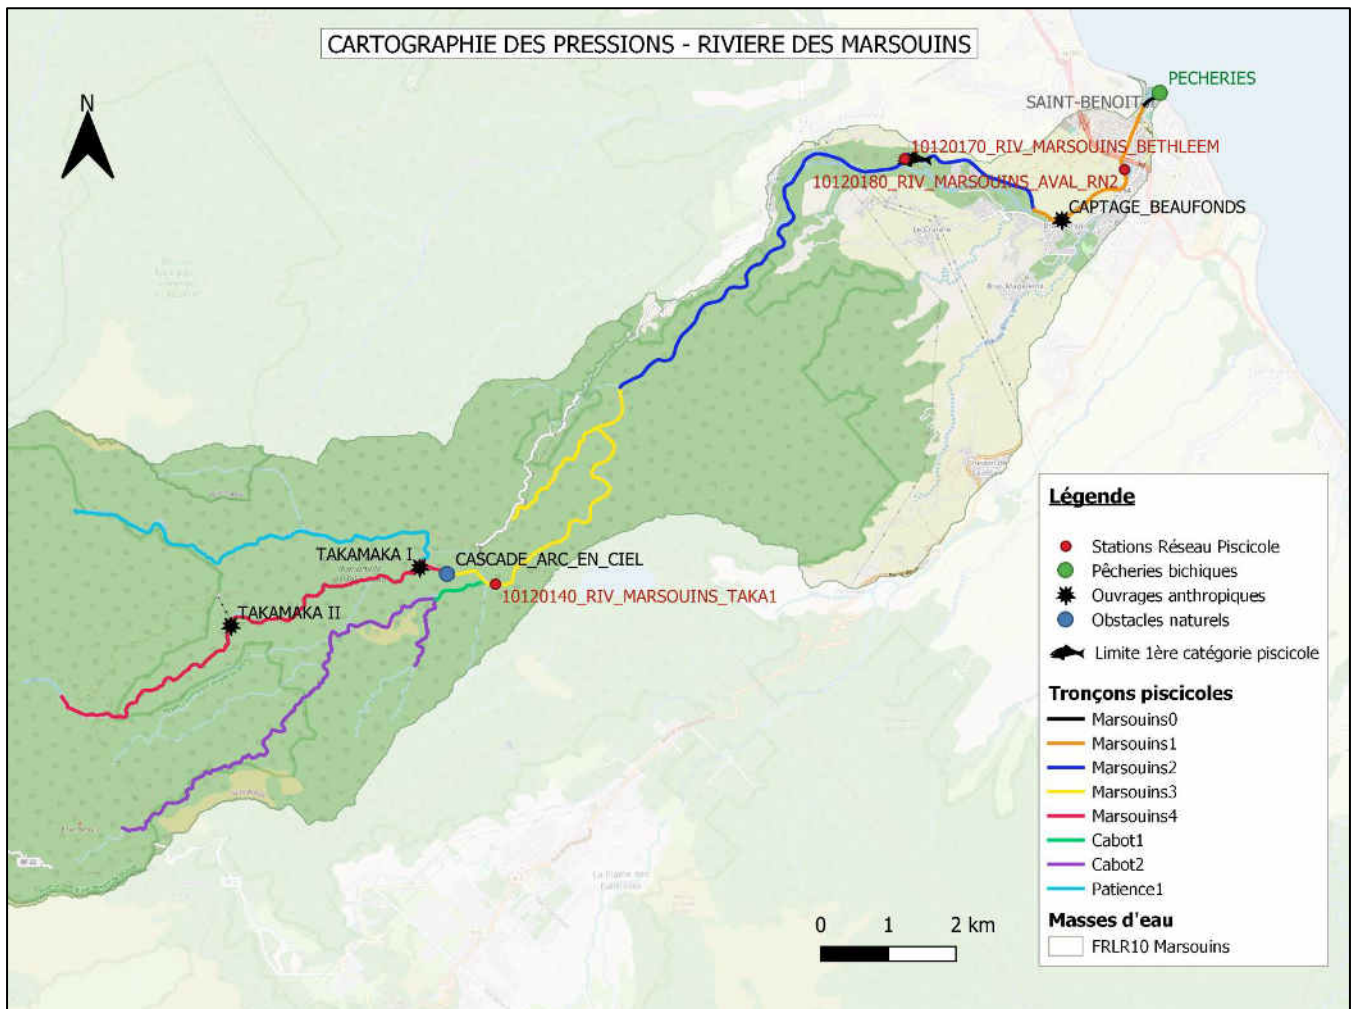 CARTOGRAPHIE DES PRESSIONS - RIVIERE DES MARSOUINS
N
PECHERIES
SAINT-BENOIT
10120170_RIV_MARSOUINS_BETHLEEM
10120180_RIV_MARSOUINS_AVAL_RN2
CAPTAGE_BEAUFONDS
TAKAMAKA I
CASCADE_ARC_EN_CIEL
10120140_RIV_MARSOUINS_TAKA1
TAKAMAKA II
Légende
Stations Réseau Piscicole
Pêcheries bichiques
Ouvrages anthropiques
Obstacles naturels
Limite 1ère catégorie piscicole
Tronçons piscicoles
Marsouins0
Marsouins1
Marsouins2
Marsouins3
Marsouins4
Cabot1
Cabot2
Patience1
Masses d'eau
FRLR10 Marsouins
0 1 2 km